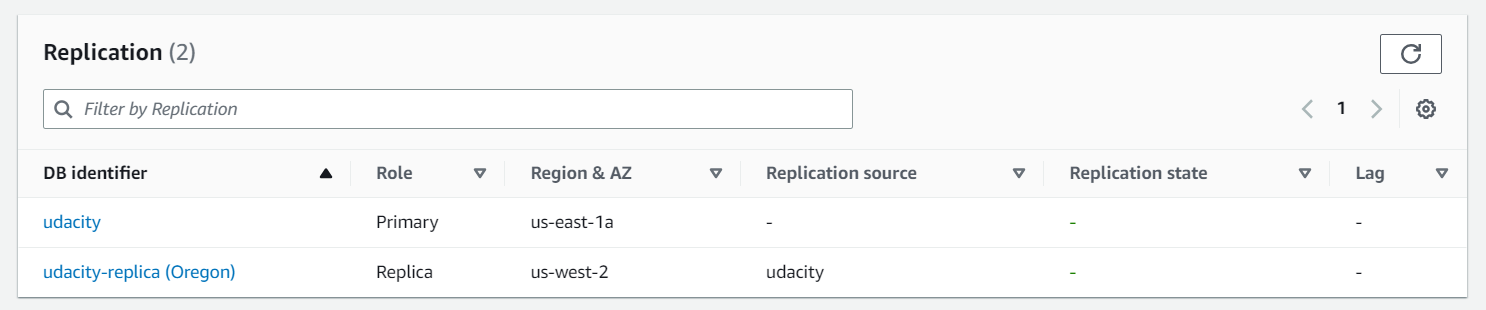 Replication (2)
Filter by Replication
1
DB identifier Role Region & AZ Replication source Replication state Lag
udacity Primary us-east-1a - - -
udacity-replica (Oregon) Replica us-west-2 udacity - -